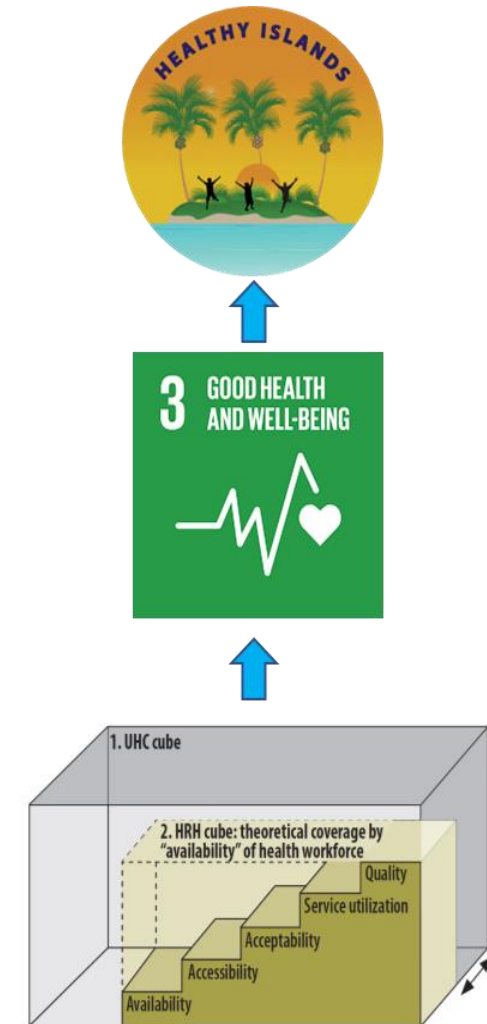 HEALTHY ISLANDS
3 GOOD HEALTH
AND WELL-BEING
1. UHC cube
2. HRH cube: theoretical coverage by
“availability” of health workforce
Quality
Service utilization
Acceptability
Accessibility
Availability